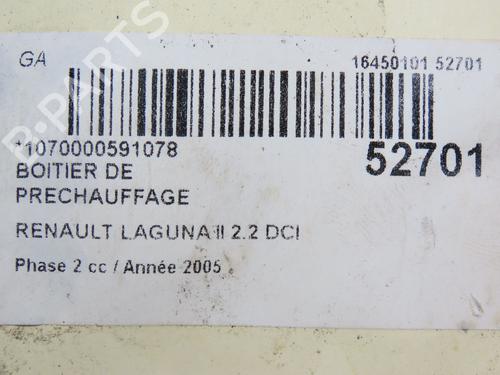 GA
16450101 52701
*1070000591078
52701
BOITIER DE
PRECHAUFFAGE
RENAULT LAGUNA II 2.2 DCI
Phase 2 cc / Année 2005
B-PARTS